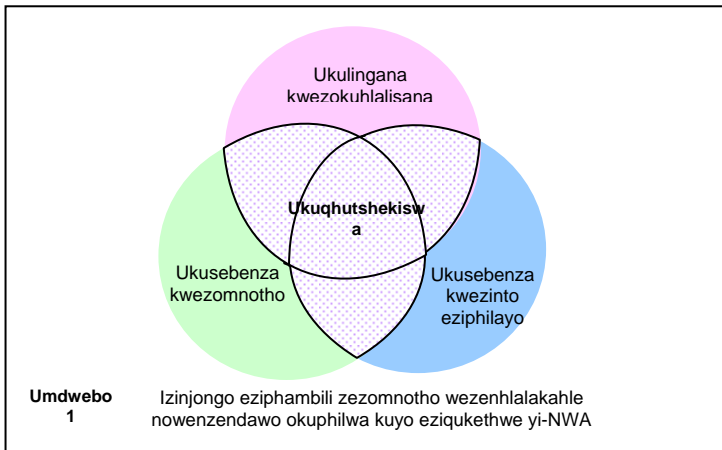 Ukulingana
kwezokuhlalisana
Ukuqhutshekisw
a
Ukusebenza
kwezomnotho
Ukusebenza
kwezinto
eziphilayo
Umdwebo
1
Izinjongo eziphambili zezomnotho wezenhlalakahle
nowenzendawo okuphilwa kuyo eziqukethwe yi-NWA